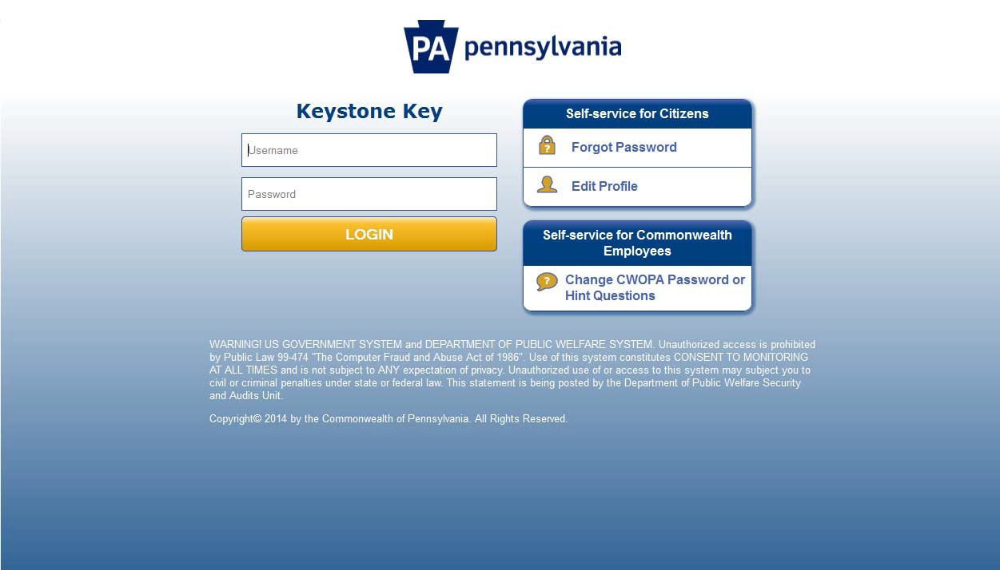 PA pennsylvania
Keystone Key
Username
Password
LOGIN
Self-service for Citizens
? Forgot Password
Edit Profile
Self-service for Commonwealth
Employees
? Change CWOPA Password or
Hint Questions
WARNING! US GOVERNMENT SYSTEM and DEPARTMENT OF PUBLIC WELFARE SYSTEM. Unauthorized access is prohibited
by Public Law 99-474 "The Computer Fraud and Abuse Act of 1986". Use of this system constitutes CONSENT TO MONITORING
AT ALL TIMES and is not subject to ANY expectation of privacy. Unauthorized use of or access to this system may subject you to
civil or criminal penalties under state or federal law. This statement is being posted by the Department of Public Welfare Security
and Audits Unit.
Copyright© 2014 by the Commonwealth of Pennsylvania. All Rights Reserved.